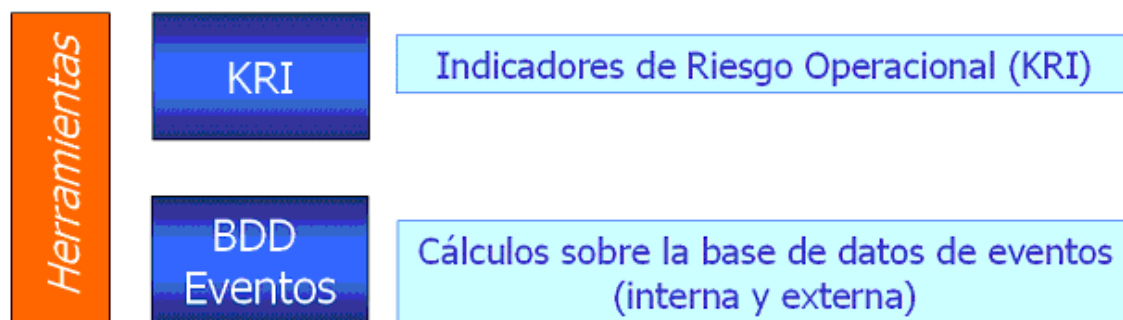 Herramientas
KRI
Indicadores de Riesgo Operacional (KRI)
BDD
Eventos
Cálculos sobre la base de datos de eventos
(interna y externa)